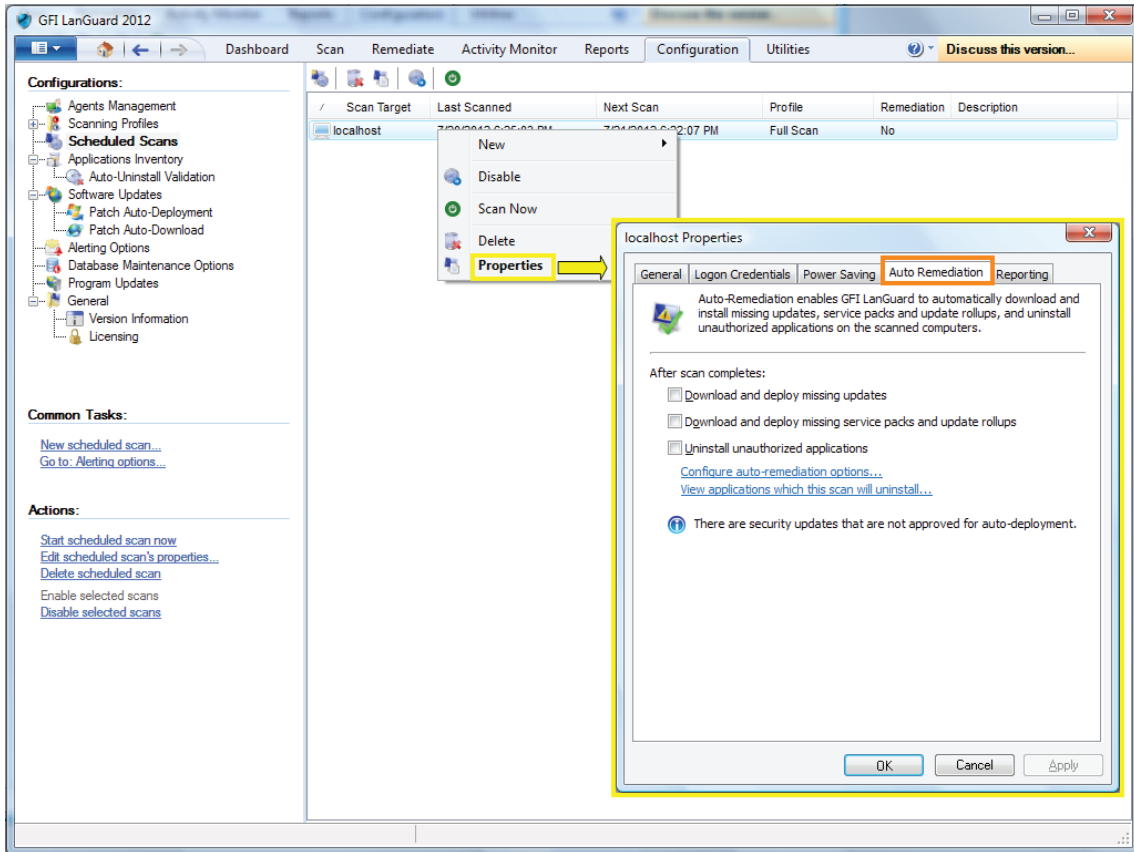 GFI LanGuard 2012
Dashboard Scan Remediate Activity Monitor Reports Configuration Utilities Discuss this version...
Configurations:
Agents Management
Scanning Profiles
Scheduled Scans
Applications Inventory
Auto-Uninstall Validation
Software Updates
Patch Auto-Deployment
Patch Auto-Download
Alerting Options
Database Maintenance Options
Program Updates
General
Version Information
Licensing
Common Tasks:
New scheduled scan...
Go to: Alerting options...
Actions:
Start scheduled scan now
Edit scheduled scan's properties...
Delete scheduled scan
Enable selected scans
Disable selected scans
/ Scan Target Last Scanned Next Scan Profile Remediation Description
localhost PM :07 PM Full Scan No
New
Disable
Scan Now
Delete
Properties
localhost Properties
General Logon Credentials Power Saving Auto Remediation Reporting
Auto-Remediation enables GFI LanGuard to automatically download and
install missing updates, service packs and update rollups, and uninstall
unauthorized applications on the scanned computers.
After scan completes:
Download and deploy missing updates
Download and deploy missing service packs and update rollups
Uninstall unauthorized applications
Configure auto-remediation options...
View applications which this scan will uninstall...
There are security updates that are not approved for auto-deployment.
OK Cancel Apply